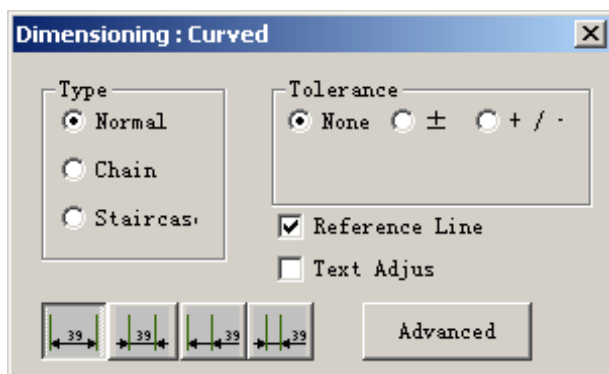 Dimensioning : Curved
Type
Normal
Chain
Staircas
Tolerance
None ± + / -
Reference Line
Text Adjus
39 39 39 39
Advanced